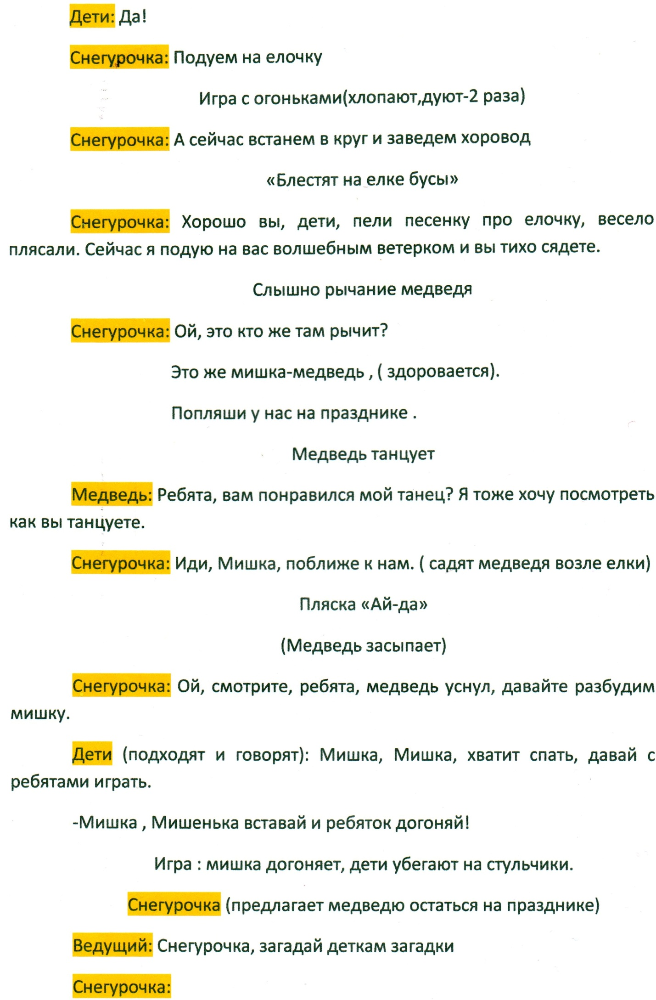 Дети: Да!
Снегурочка: Подуем на елочку
Игра с огоньками(хлопают,дуют-2 раза)
Снегурочка: А сейчас встанем в круг и заведем хоровод
«Блестят на елке бусы»
Снегурочка: Хорошо вы, дети, пели песенку про елочку, весело
плясали. Сейчас я подую на вас волшебным ветерком и вы тихо сядете.
Слышно рычание медведя
Снегурочка: Ой, это кто же там рычит?
Это же мишка-медведь , ( здоровается).
Попляши у нас на празднике .
Медведь танцует
Медведь: Ребята, вам понравился мой танец? Я тоже хочу посмотреть
как вы танцуете.
Снегурочка: Иди, Мишка, поближе к нам. ( садят медведя возле елки)
Пляска «Ай-да»
(Медведь засыпает)
Снегурочка: Ой, смотрите, ребята, медведь уснул, давайте разбудим
мишку.
Дети (подходят и говорят): Мишка, Мишка, хватит спать, давай с
ребятами играть.
-Мишка , Мишенька вставай и ребяток догоняй!
Игра : мишка догоняет, дети убегают на стульчики.
Снегурочка (предлагает медведю остаться на празднике)
Ведущий: Снегурочка, загадай деткам загадки
Снегурочка: